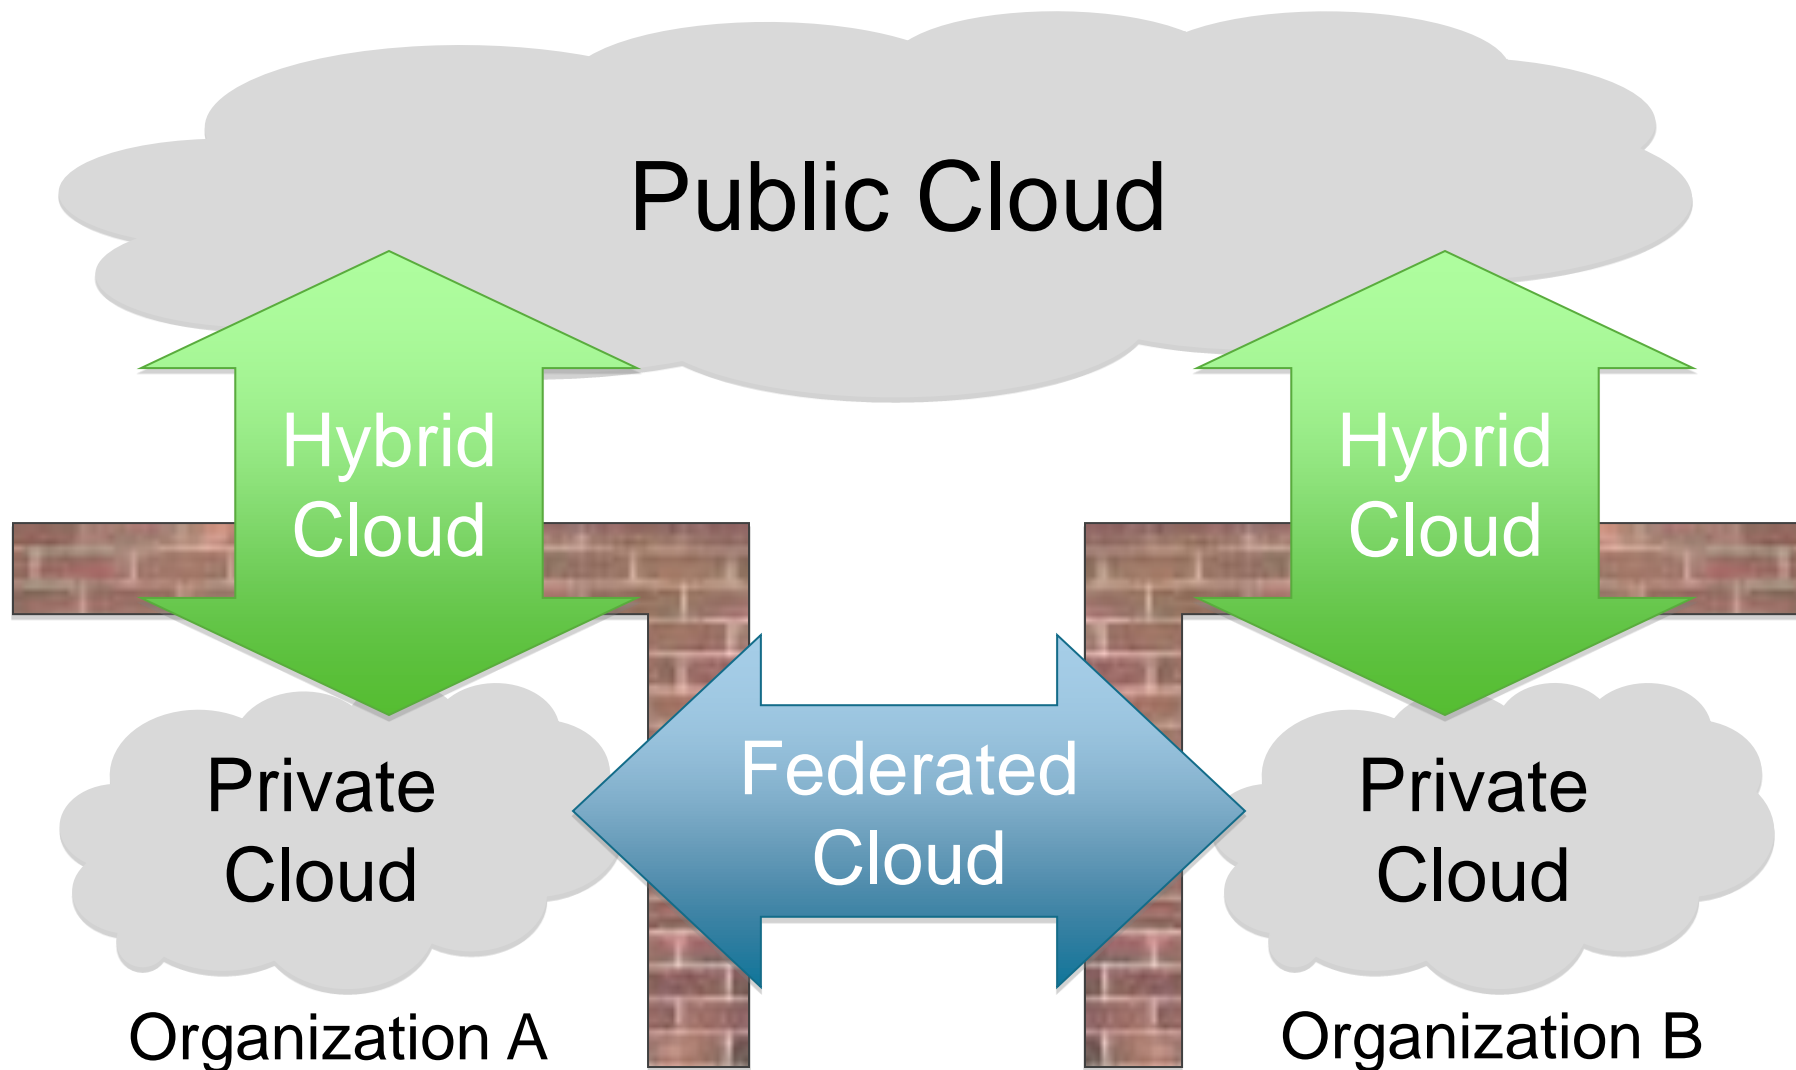 Public Cloud
Hybrid
Cloud
Hybrid
Cloud
Federated
Cloud
Private
Cloud
Private
Cloud
Organization A
Organization B